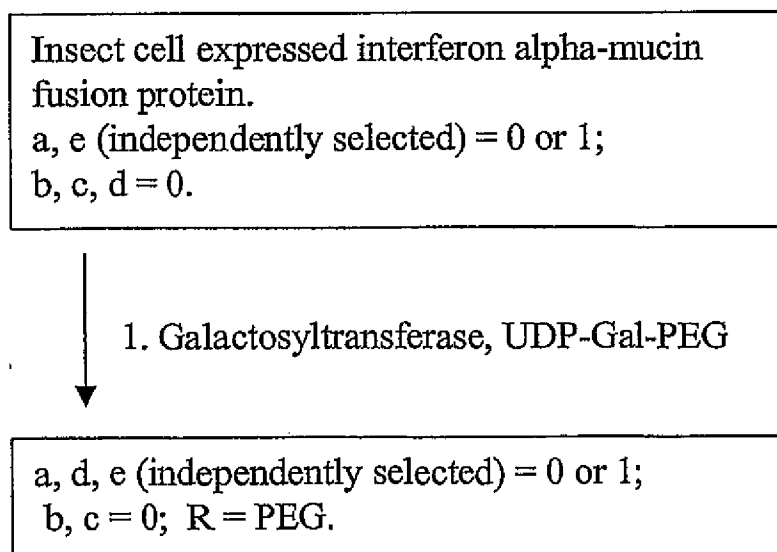 Insect cell expressed interferon alpha-mucin
fusion protein.
a, e (independently selected) = 0 or 1;
b, c, d = 0.
1. Galactosyltransferase, UDP-Gal-PEG
a, d, e (independently selected) = 0 or 1;
b, c = 0; R = PEG.